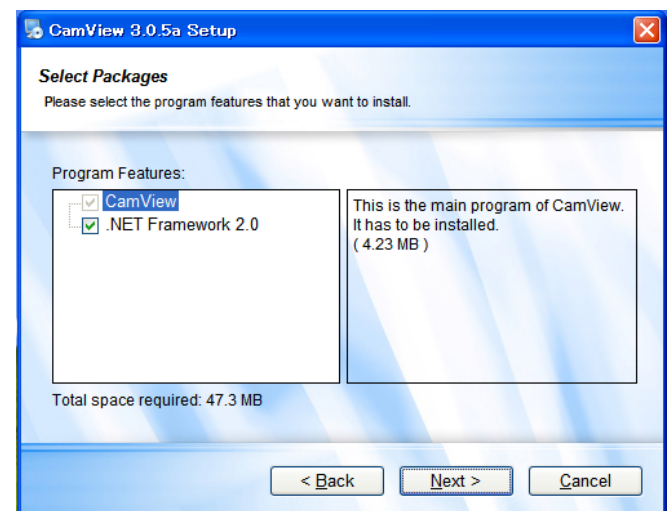 CamView 3.0.5a Setup
Select Packages
Please select the program features that you want to install.
Program Features:
CamView
.NET Framework 2.0
This is the main program of CamView.
It has to be installed.
( 4.23 MB )
Total space required: 47.3 MB
< Back
Next >
Cancel